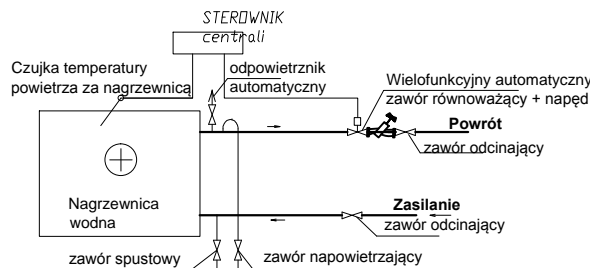 STEROWNIK
centrali
Czujka temperatury
powietrza za nagrzewnicą
odpowietrznik
automatyczny
Wielofunkcyjny automatyczny
zawór równoważący + napęd
Powrót
zawór odcinający
Nagrzewnica
wodna
Zasilanie
zawór odcinający
zawór spustowy
zawór napowietrzający